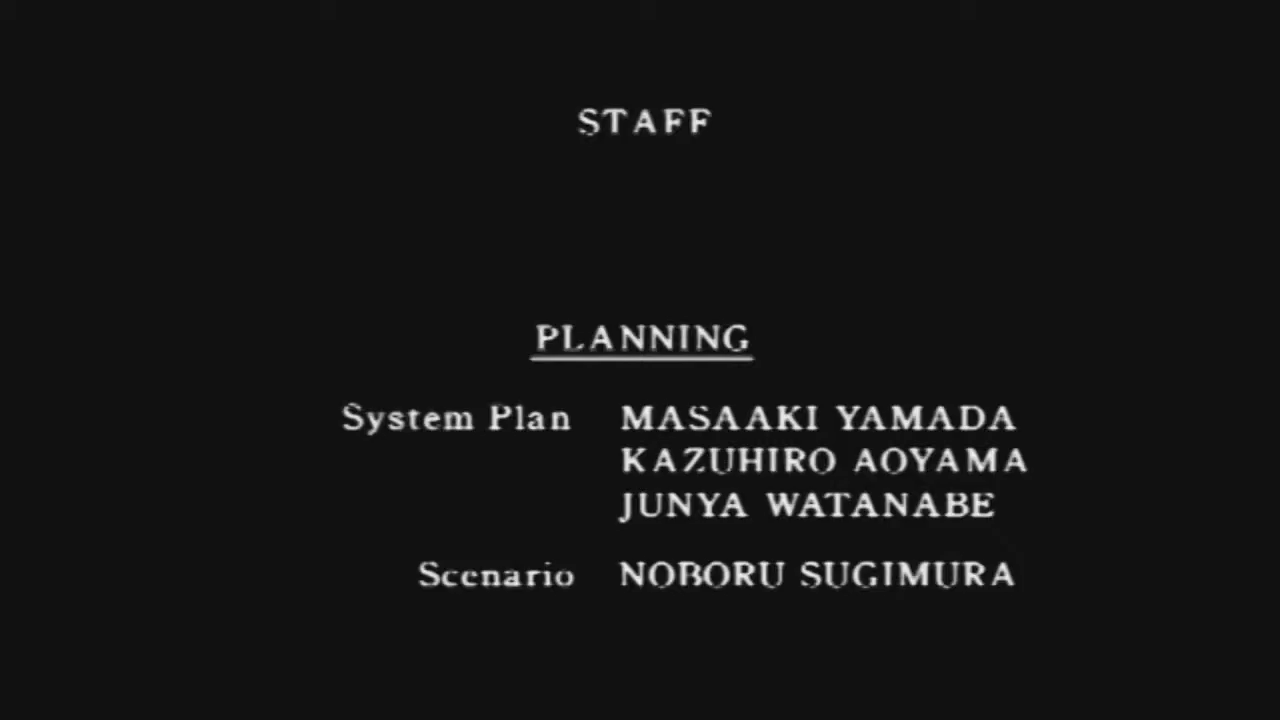 STAFF
PLANNING
System Plan MASAAKI YAMADA
KAZUHIRO AOYAMA
JUNYA WATANABE
Scenario NOBORU SUGIMURA